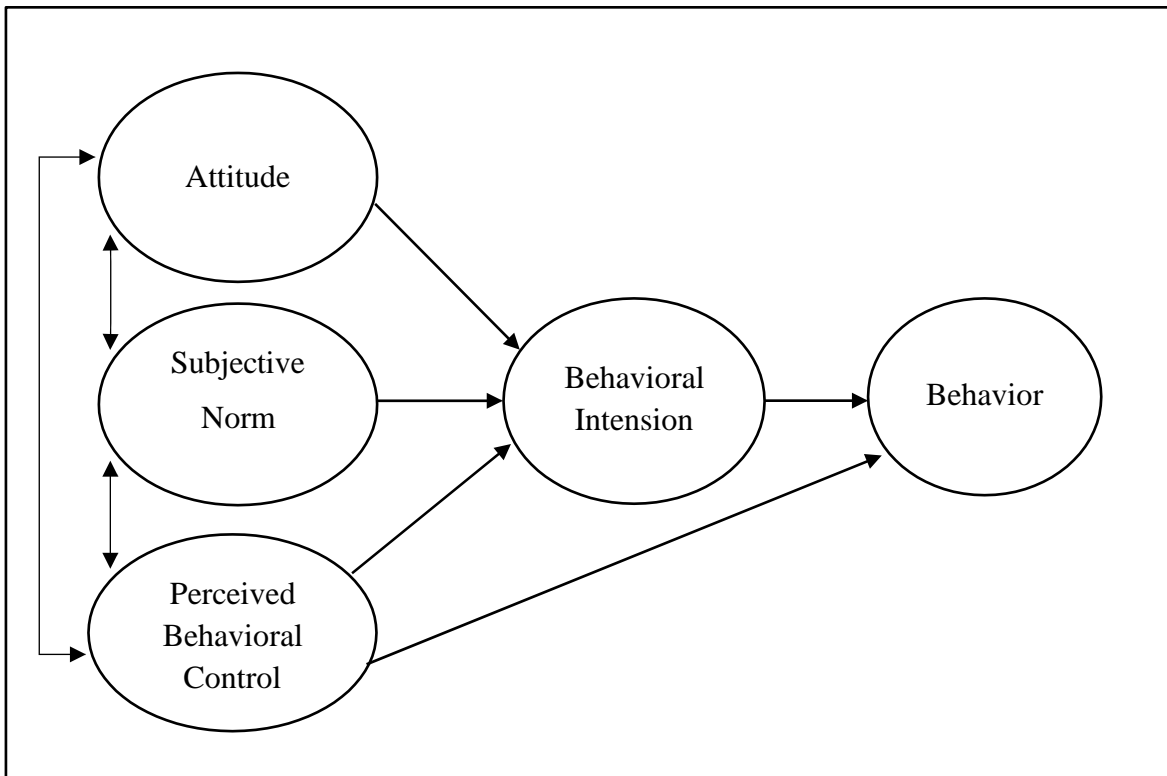 Attitude
Subjective
Norm
Perceived
Behavioral
Control
Behavioral
Intension
Behavior